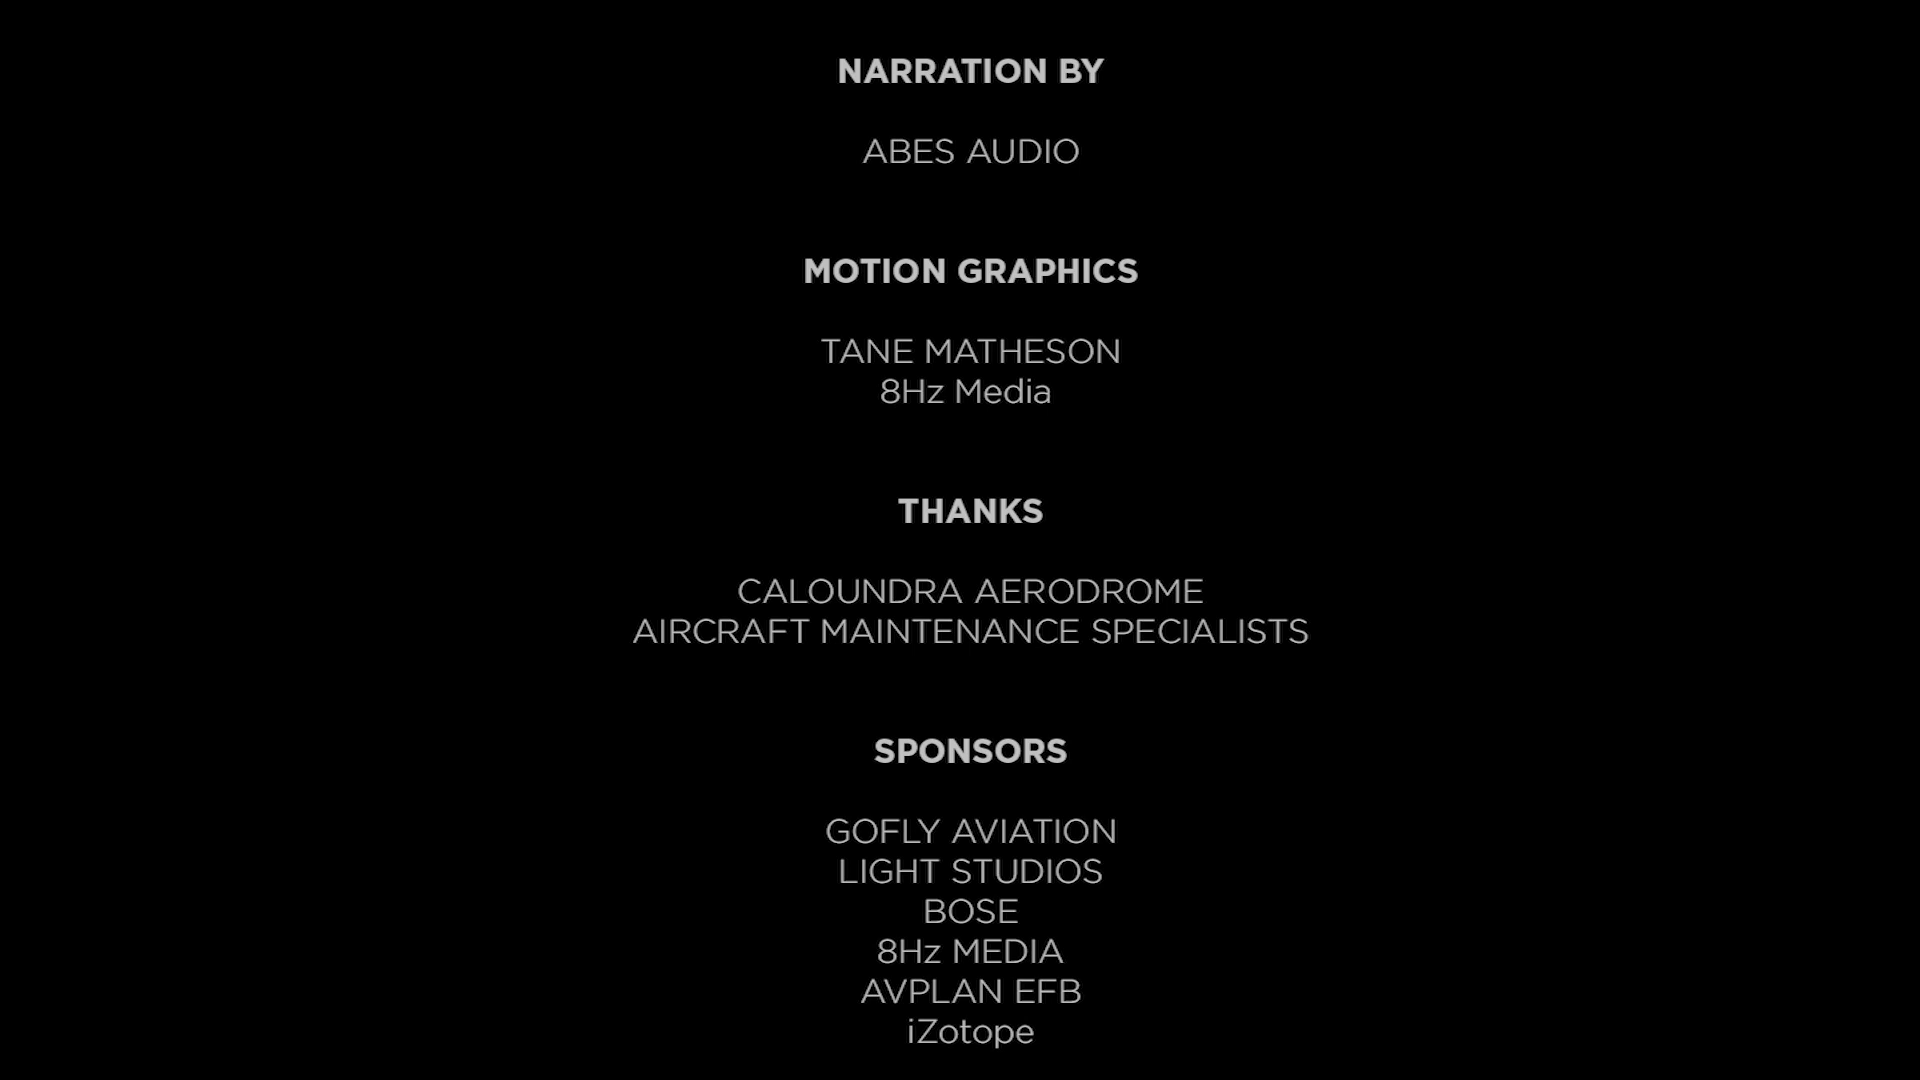 NARRATION BY
ABES AUDIO
MOTION GRAPHICS
TANE MATHESON
8Hz Media
THANKS
CALOUNDRA AERODROME
AIRCRAFT MAINTENANCE SPECIALISTS
SPONSORS
GOFLY AVIATION
LIGHT STUDIOS
BOSE
8Hz MEDIA
AVPLAN EFB
iZotope